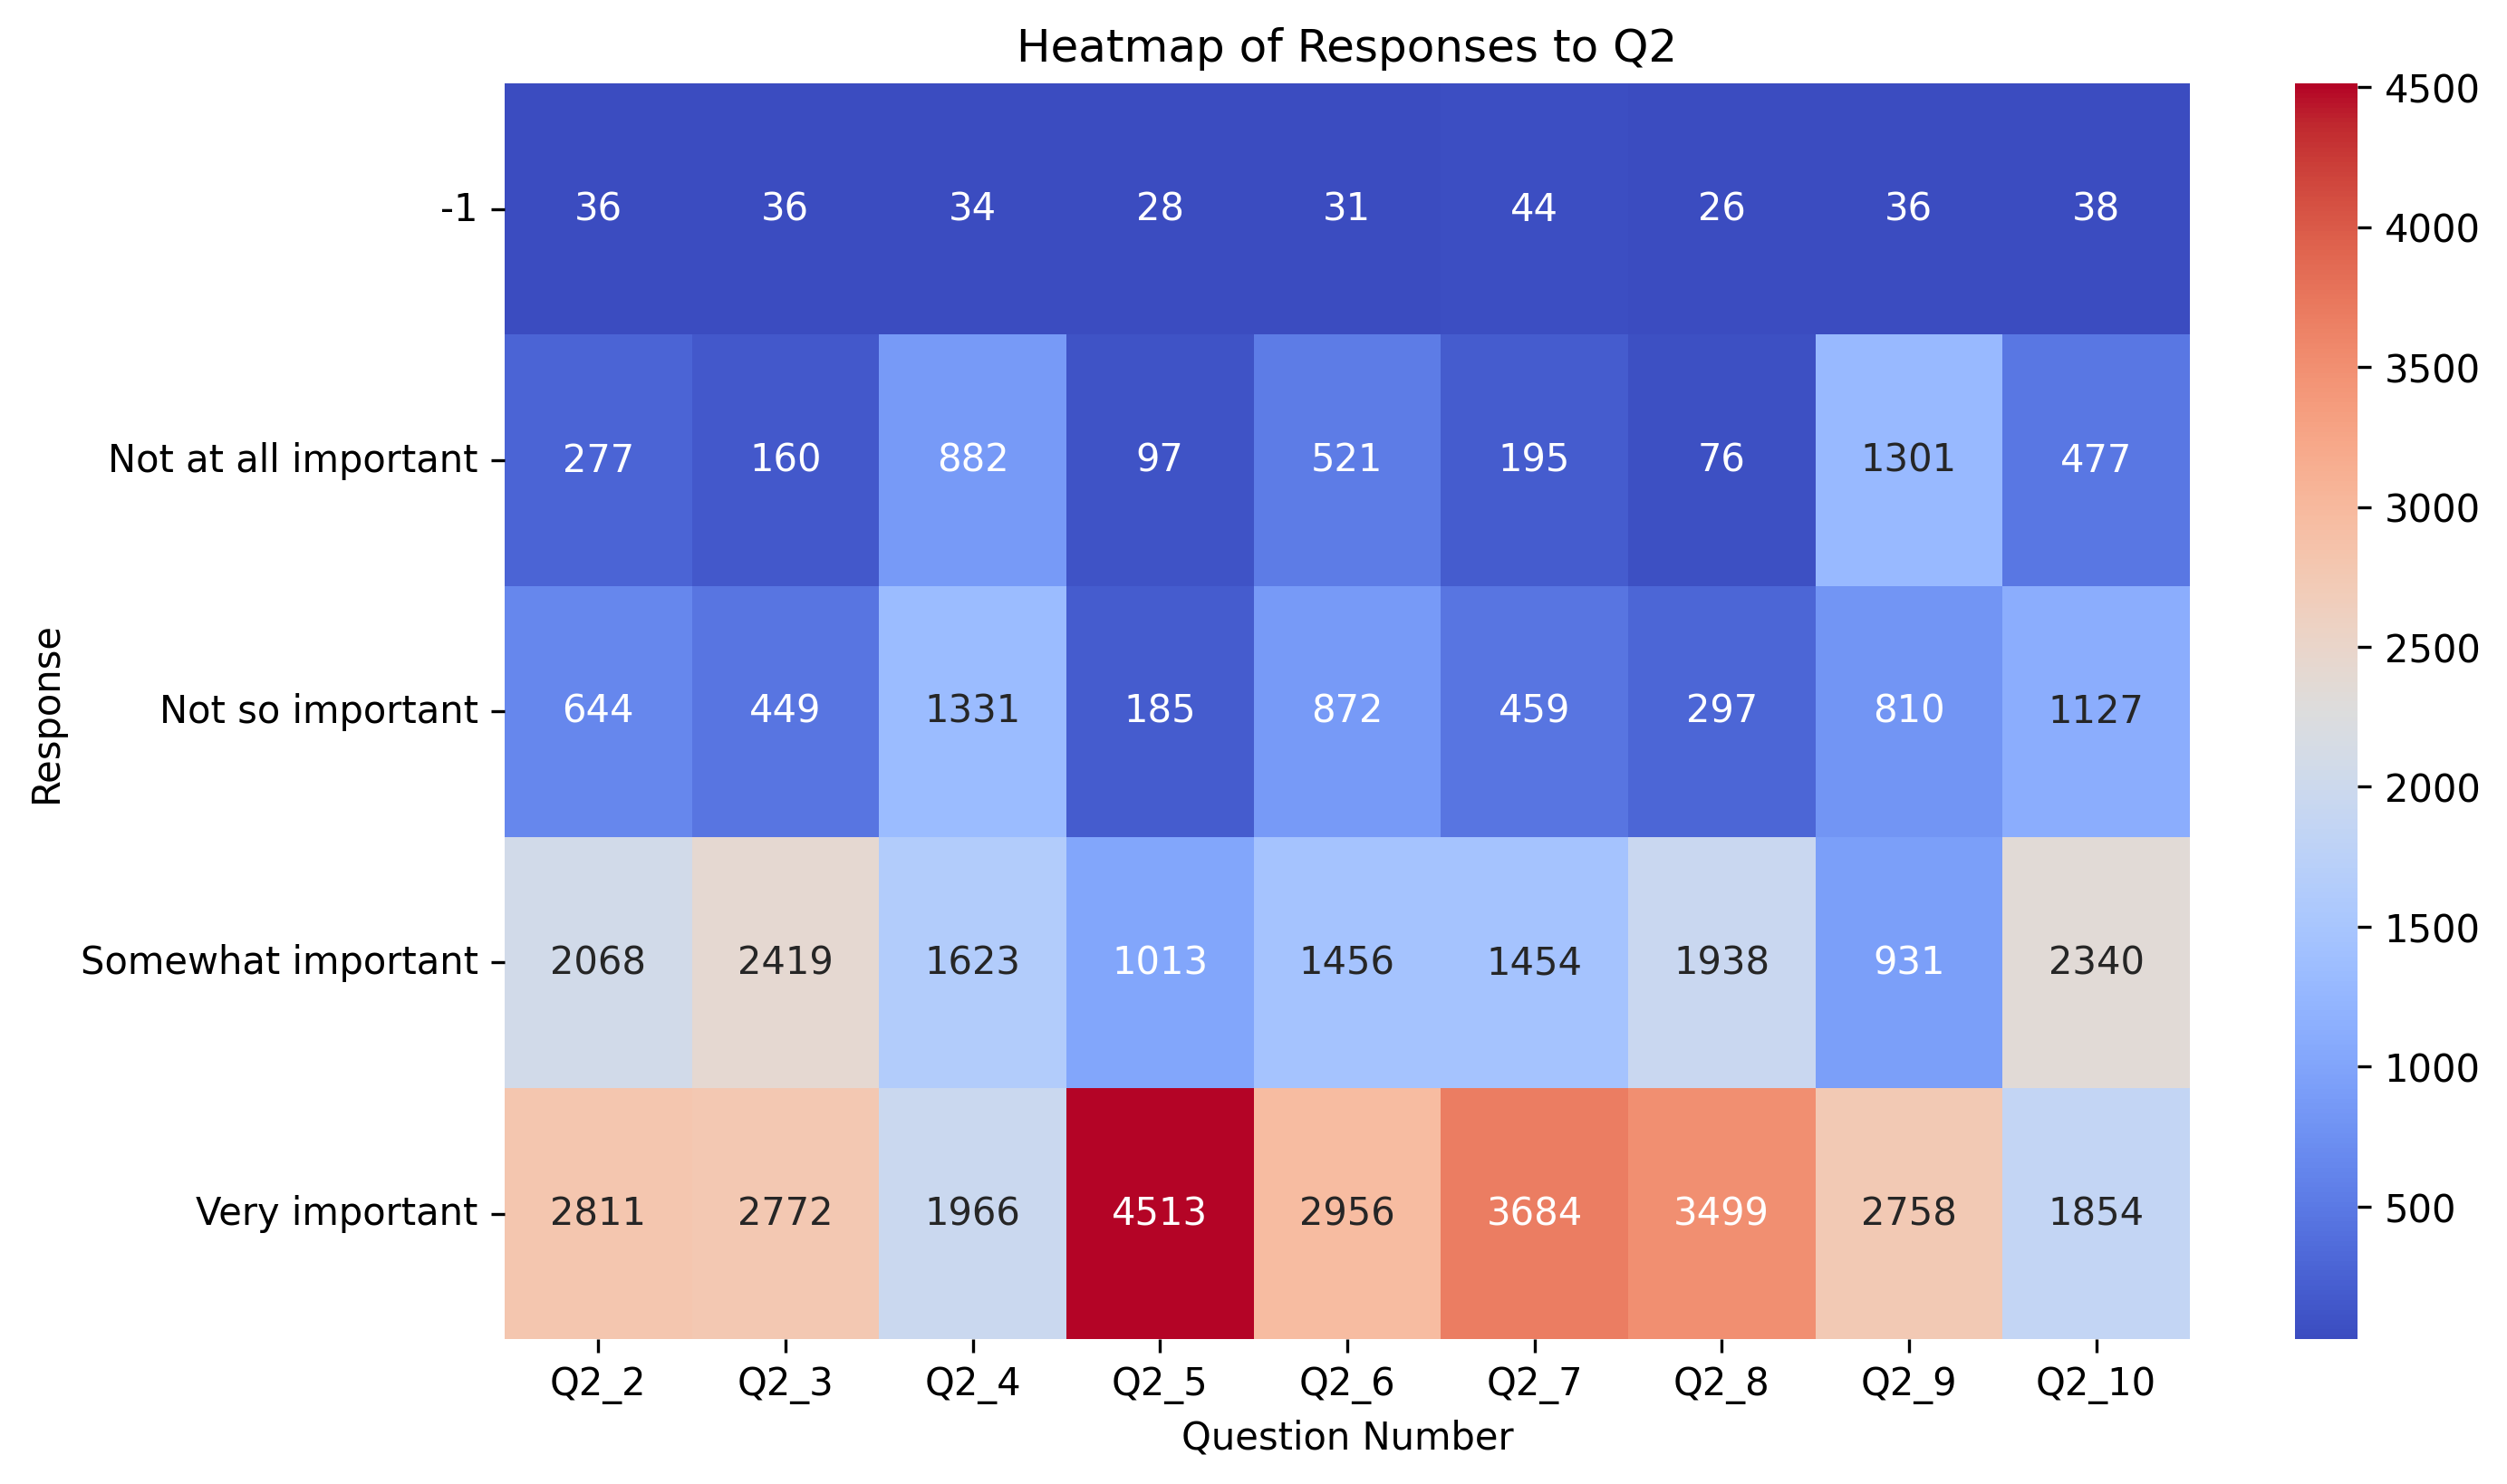 Heatmap of Responses to Q2
-1 36 36 34 28 31 44 26 36 38
Not at all important 277 160 882 97 521 195 76 1301 477
Not so important 644 449 1331 185 872 459 297 810 1127
Somewhat important 2068 2419 1623 1013 1456 1454 1938 931 2340
Very important 2811 2772 1966 4513 2956 3684 3499 2758 1854
Q2_2 Q2_3 Q2_4 Q2_5 Q2_6 Q2_7 Q2_8 Q2_9 Q2_10
Question Number
Response
4500
4000
3500
3000
2500
2000
1500
1000
500